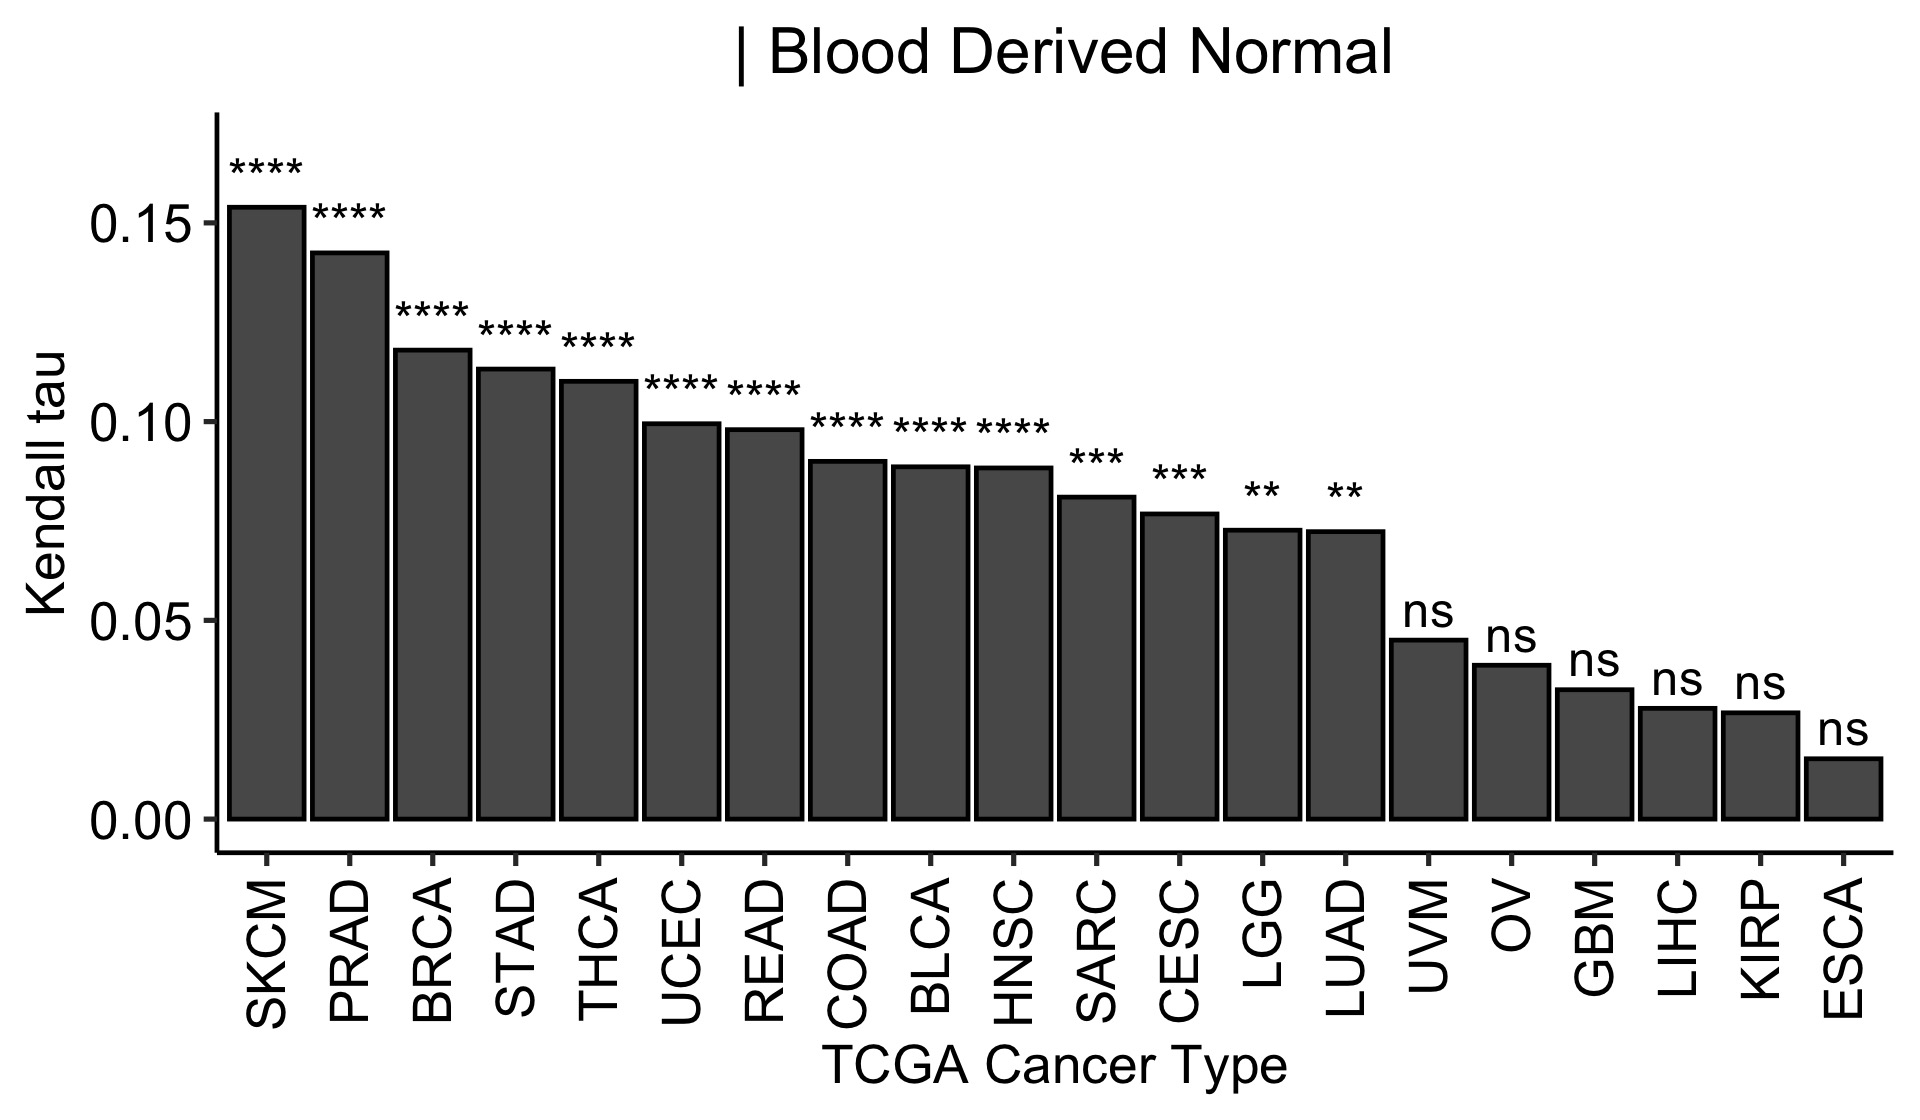 | Blood Derived Normal
Kendall tau
0.15
0.10
0.05
0.00
****
****
****
****
****
****
****
****
****
****
***
***
**
**
ns
ns
ns
ns
ns
ns
SKCM
PRAD
BRCA
STAD
THCA
UCEC
READ
COAD
BLCA
HNSC
SARC
CESC
LGG
LUAD
UVM
OV
GBM
LIHC
KIRP
ESCA
TCGA Cancer Type